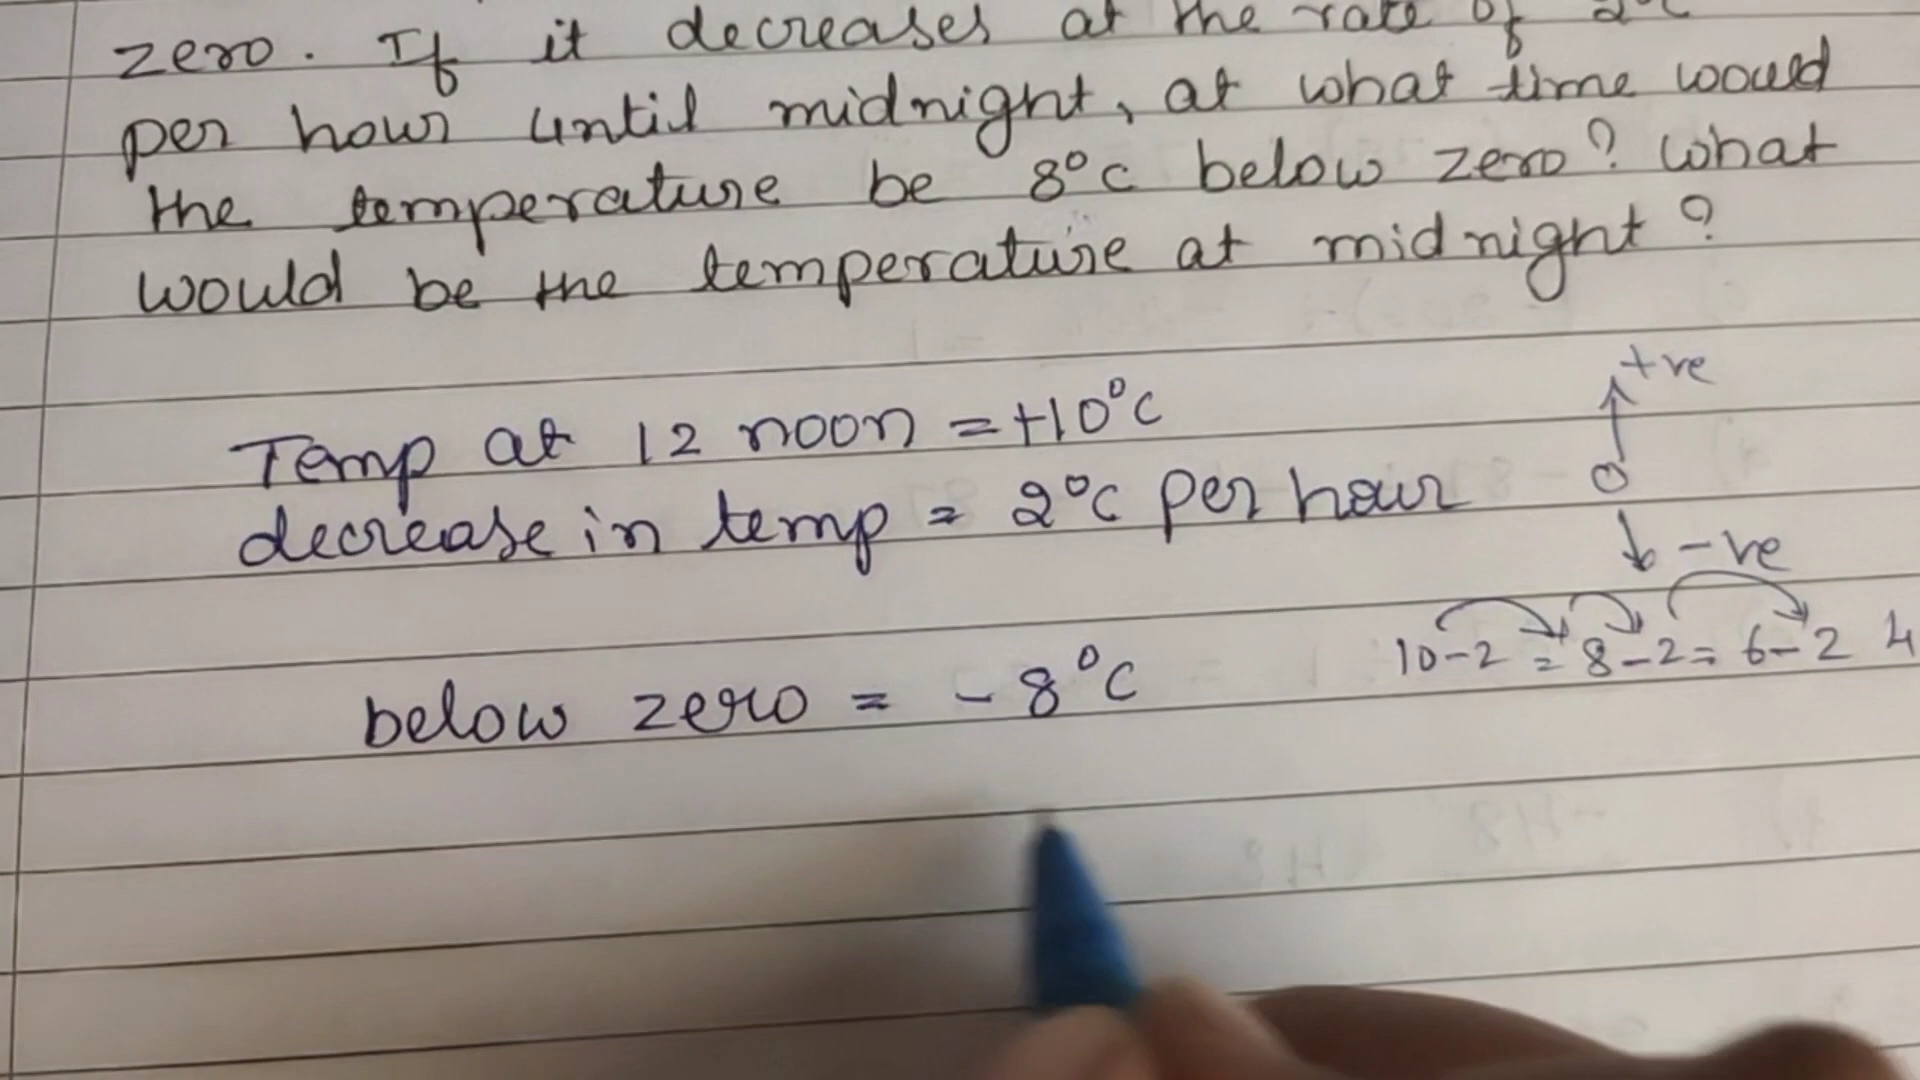 zero. If it decreases at the rate of 2°C
per hour until midnight, at what time would
the temperature be 8°C below zero? What
would be the temperature at midnight?
Temp at 12 noon = +10°C
decrease in temp = 2°C per hour
+ve
0
-ve
10-2 = 8-2 = 6-2 4
below zero = -8°C